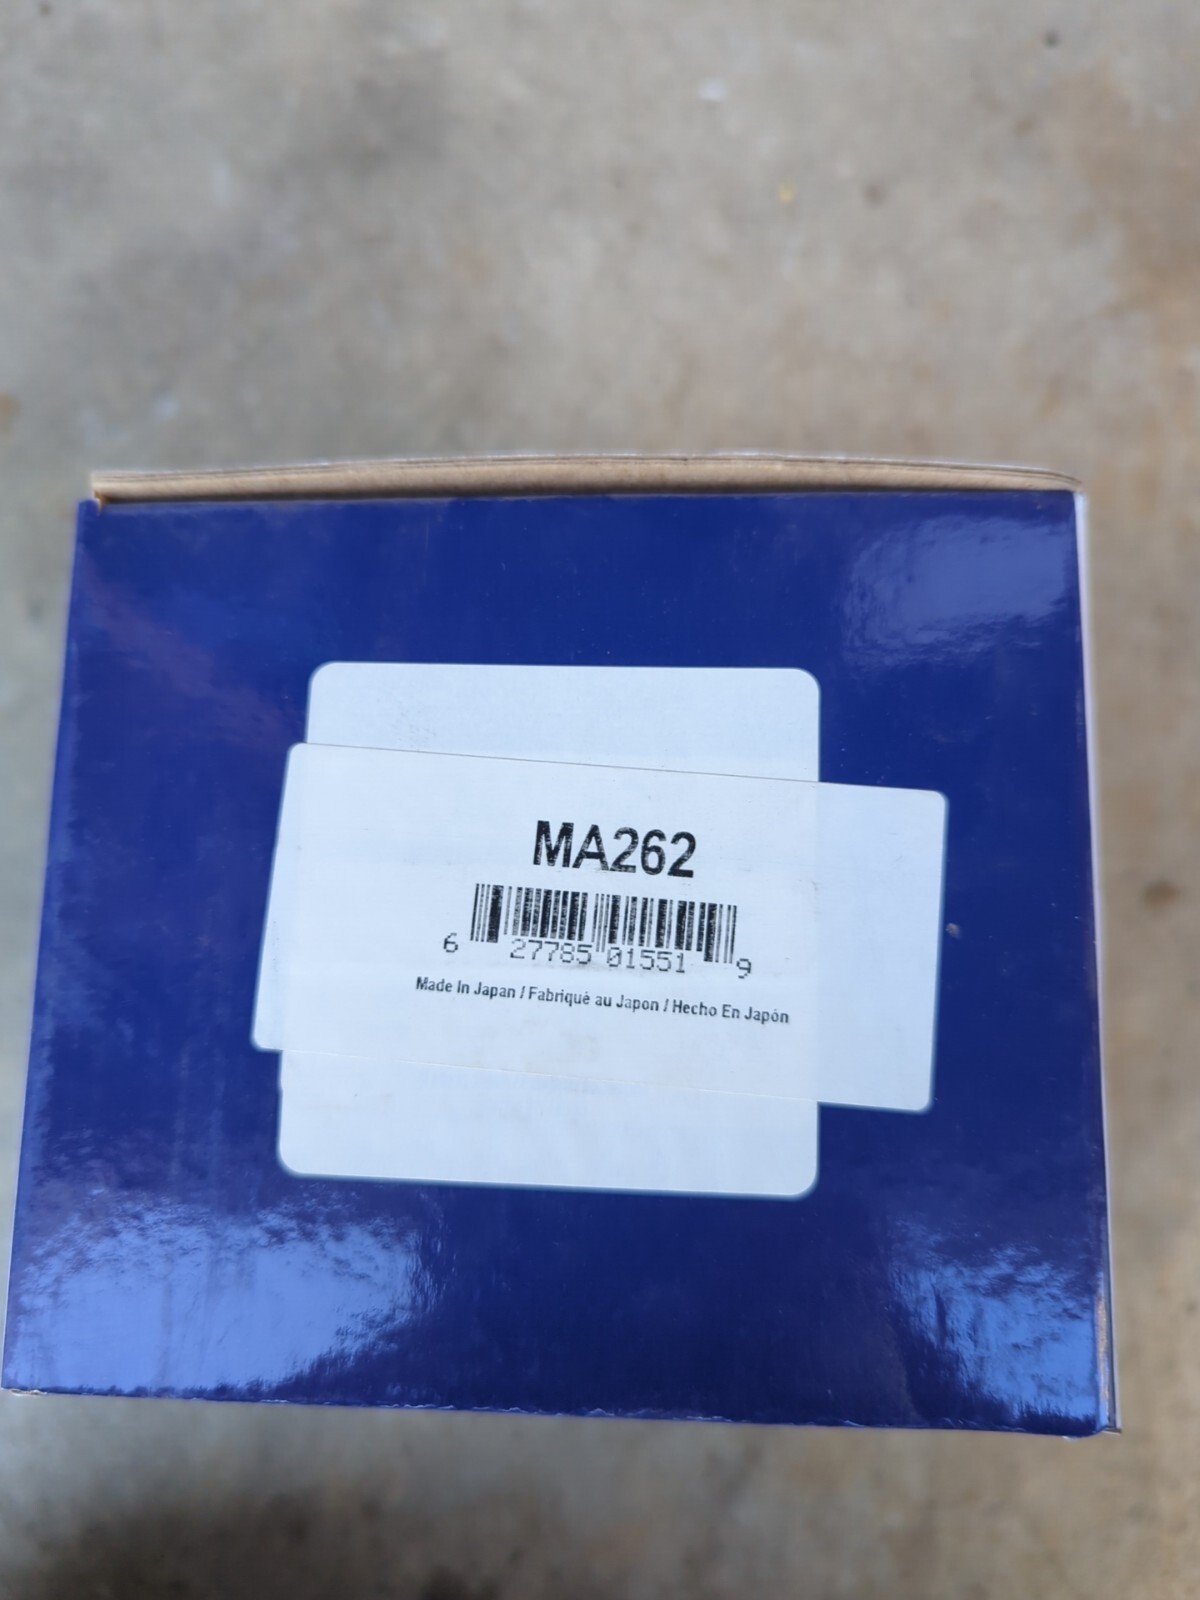 MA262
6 27785 01551 9
Made In Japan / Fabriqué au Japon / Hecho En Japón